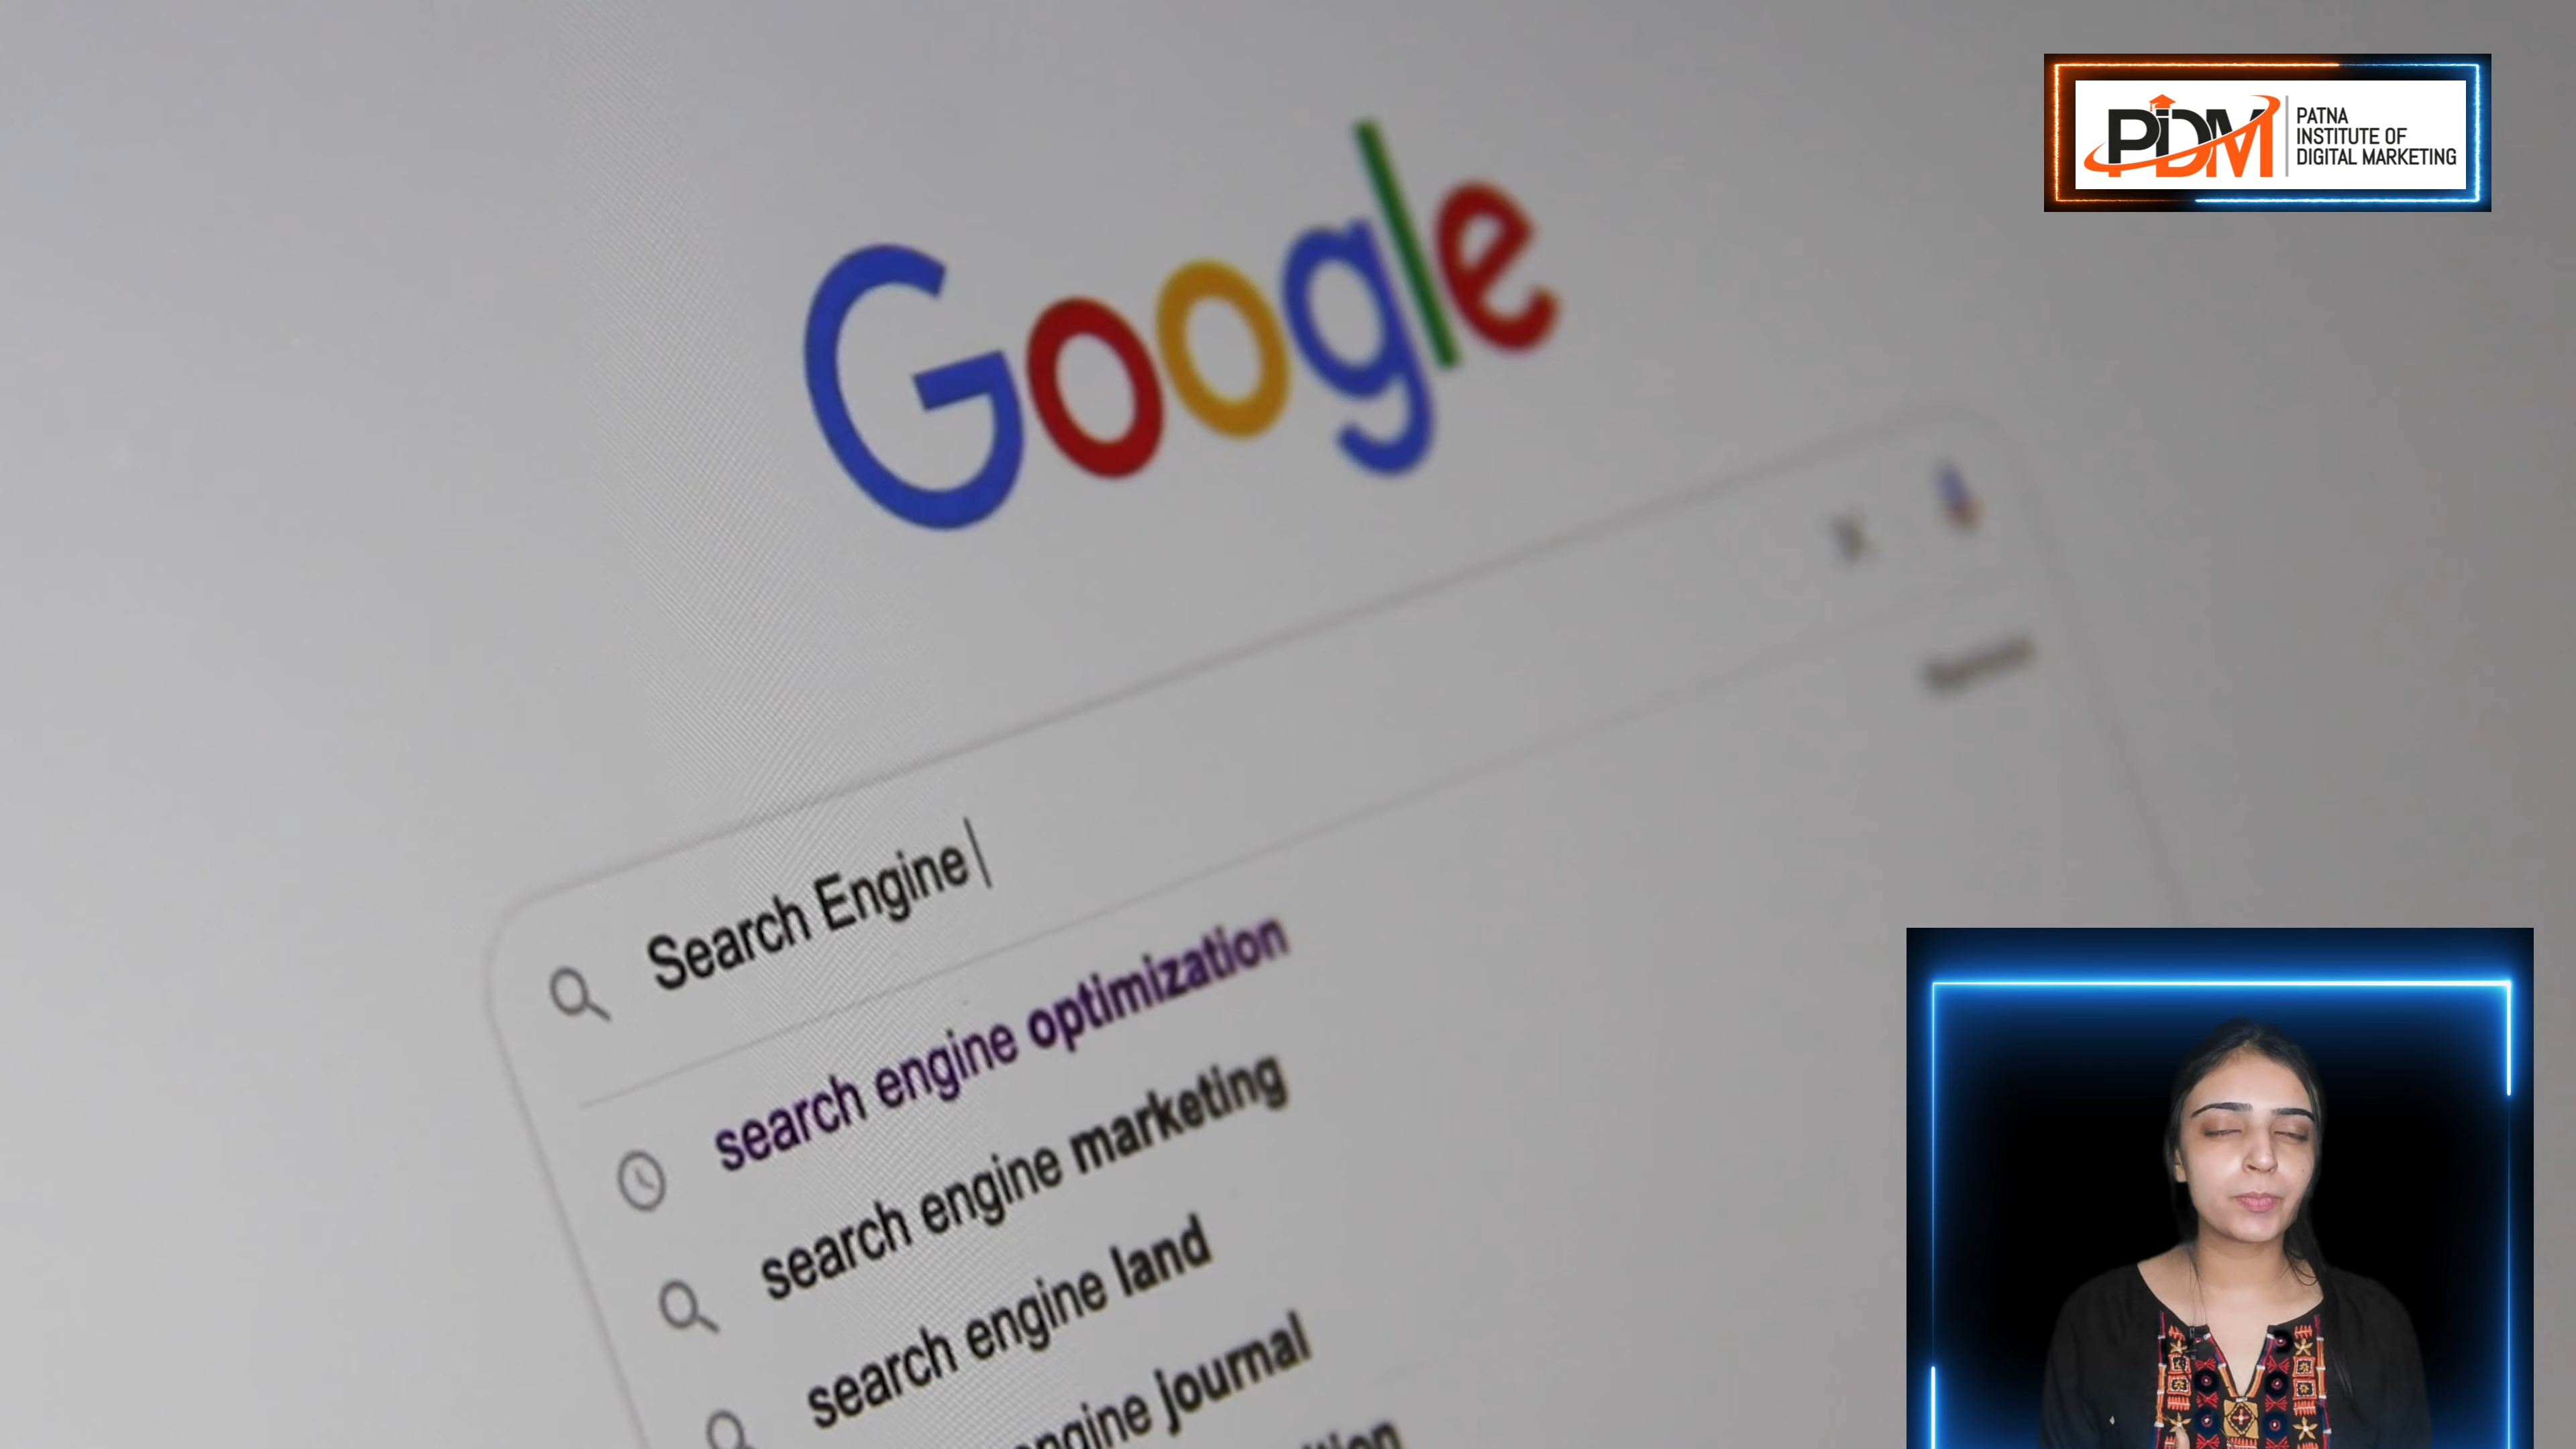 Google
PiDM
PATNA
INSTITUTE OF
DIGITAL MARKETING
Search Engine
search engine optimization
search engine marketing
search engine land
engine journal